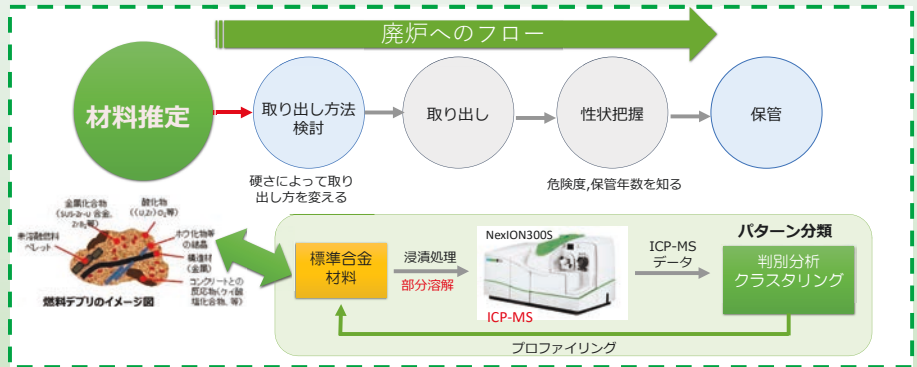 廃炉へのフロー
材料推定
取り出し方法
検討
取り出し
性状把握
保管
硬さによって取り
出し方を変える
危険度,保管年数を知る
金属化合物
(SUS-Zr-U 合金,
ZrB₂等)
酸化物
((U,Zr)O₂等)
未溶融燃料
ペレット
ホウ化物等
の結晶
構造材
(金属)
コンクリートとの
反応物(ケイ酸
塩化合物、等)
燃料デブリのイメージ図
標準合金
材料
浸漬処理
部分溶解
NexION300S
ICP-MS
ICP-MS
データ
パターン分類
判別分析
クラスタリング
プロファイリング